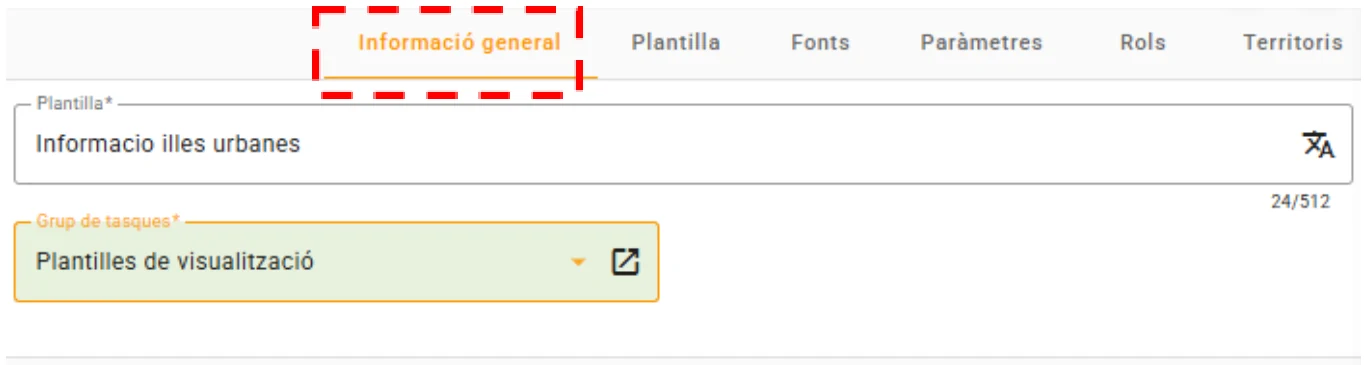 Informació general Plantilla Fonts Paràmetres Rols Territoris
Plantilla*
Informacio illes urbanes
24/512
Grup de tasques*
Plantilles de visualització